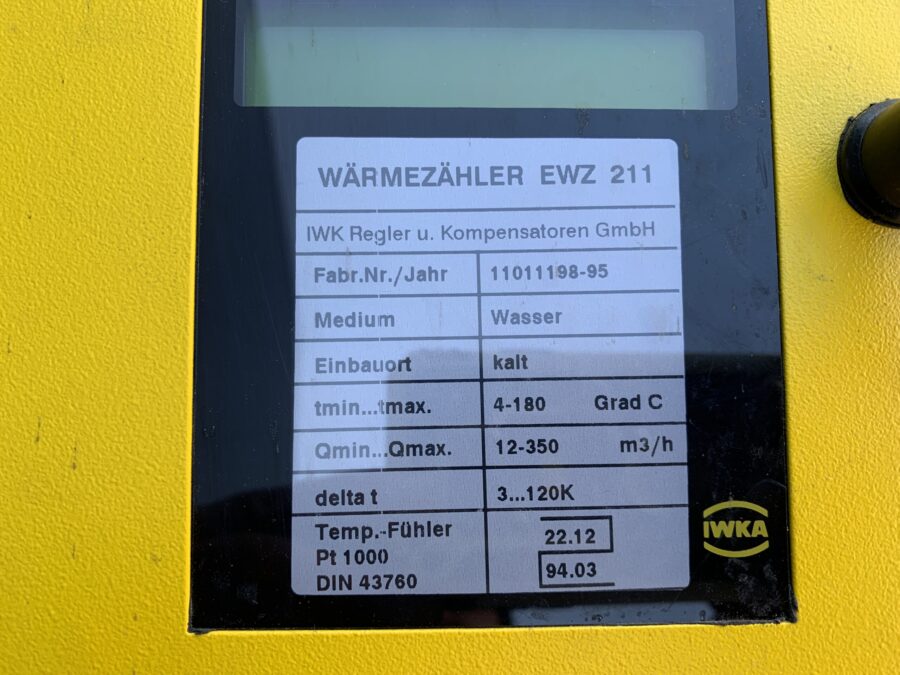 WÄRMEZÄHLER EWZ 211
IWK Regler u. Kompensatoren GmbH
Fabr.Nr./Jahr 11011198-95
Medium Wasser
Einbauort kalt
tmin...tmax. 4-180 Grad C
Qmin...Qmax. 12-350 m3/h
delta t 3...120K
Temp.-Fühler 22.12
Pt 1000
DIN 43760 94.03
IWKA